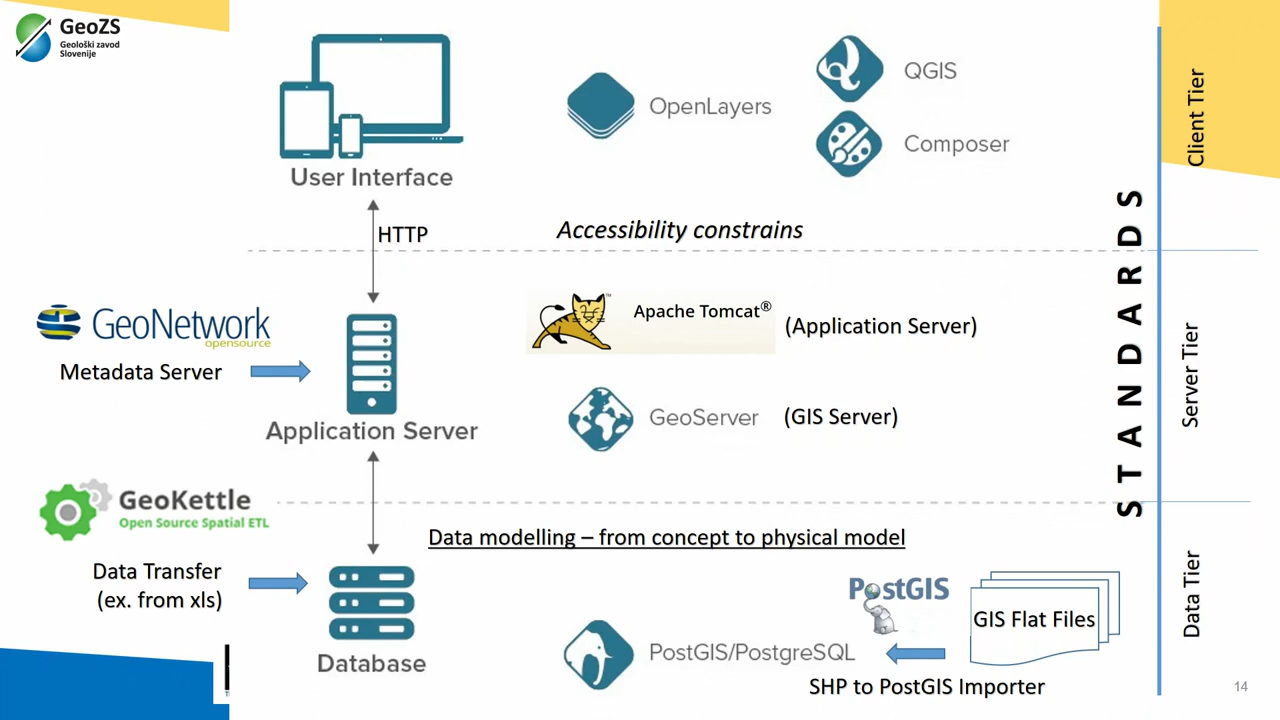 GeoZS
Geološki zavod
Slovenije
OpenLayers
QGIS
Composer
User Interface
HTTP
Accessibility constrains
Client Tier
STANDARDS
GeoNetwork
opensource
Metadata Server
Apache Tomcat®
(Application Server)
GeoServer
(GIS Server)
Application Server
Server Tier
GeoKettle
Open Source Spatial ETL
Data modelling – from concept to physical model
Data Transfer
(ex. from xls)
Database
PostGIS
GIS Flat Files
PostGIS/PostgreSQL
SHP to PostGIS Importer
Data Tier
14